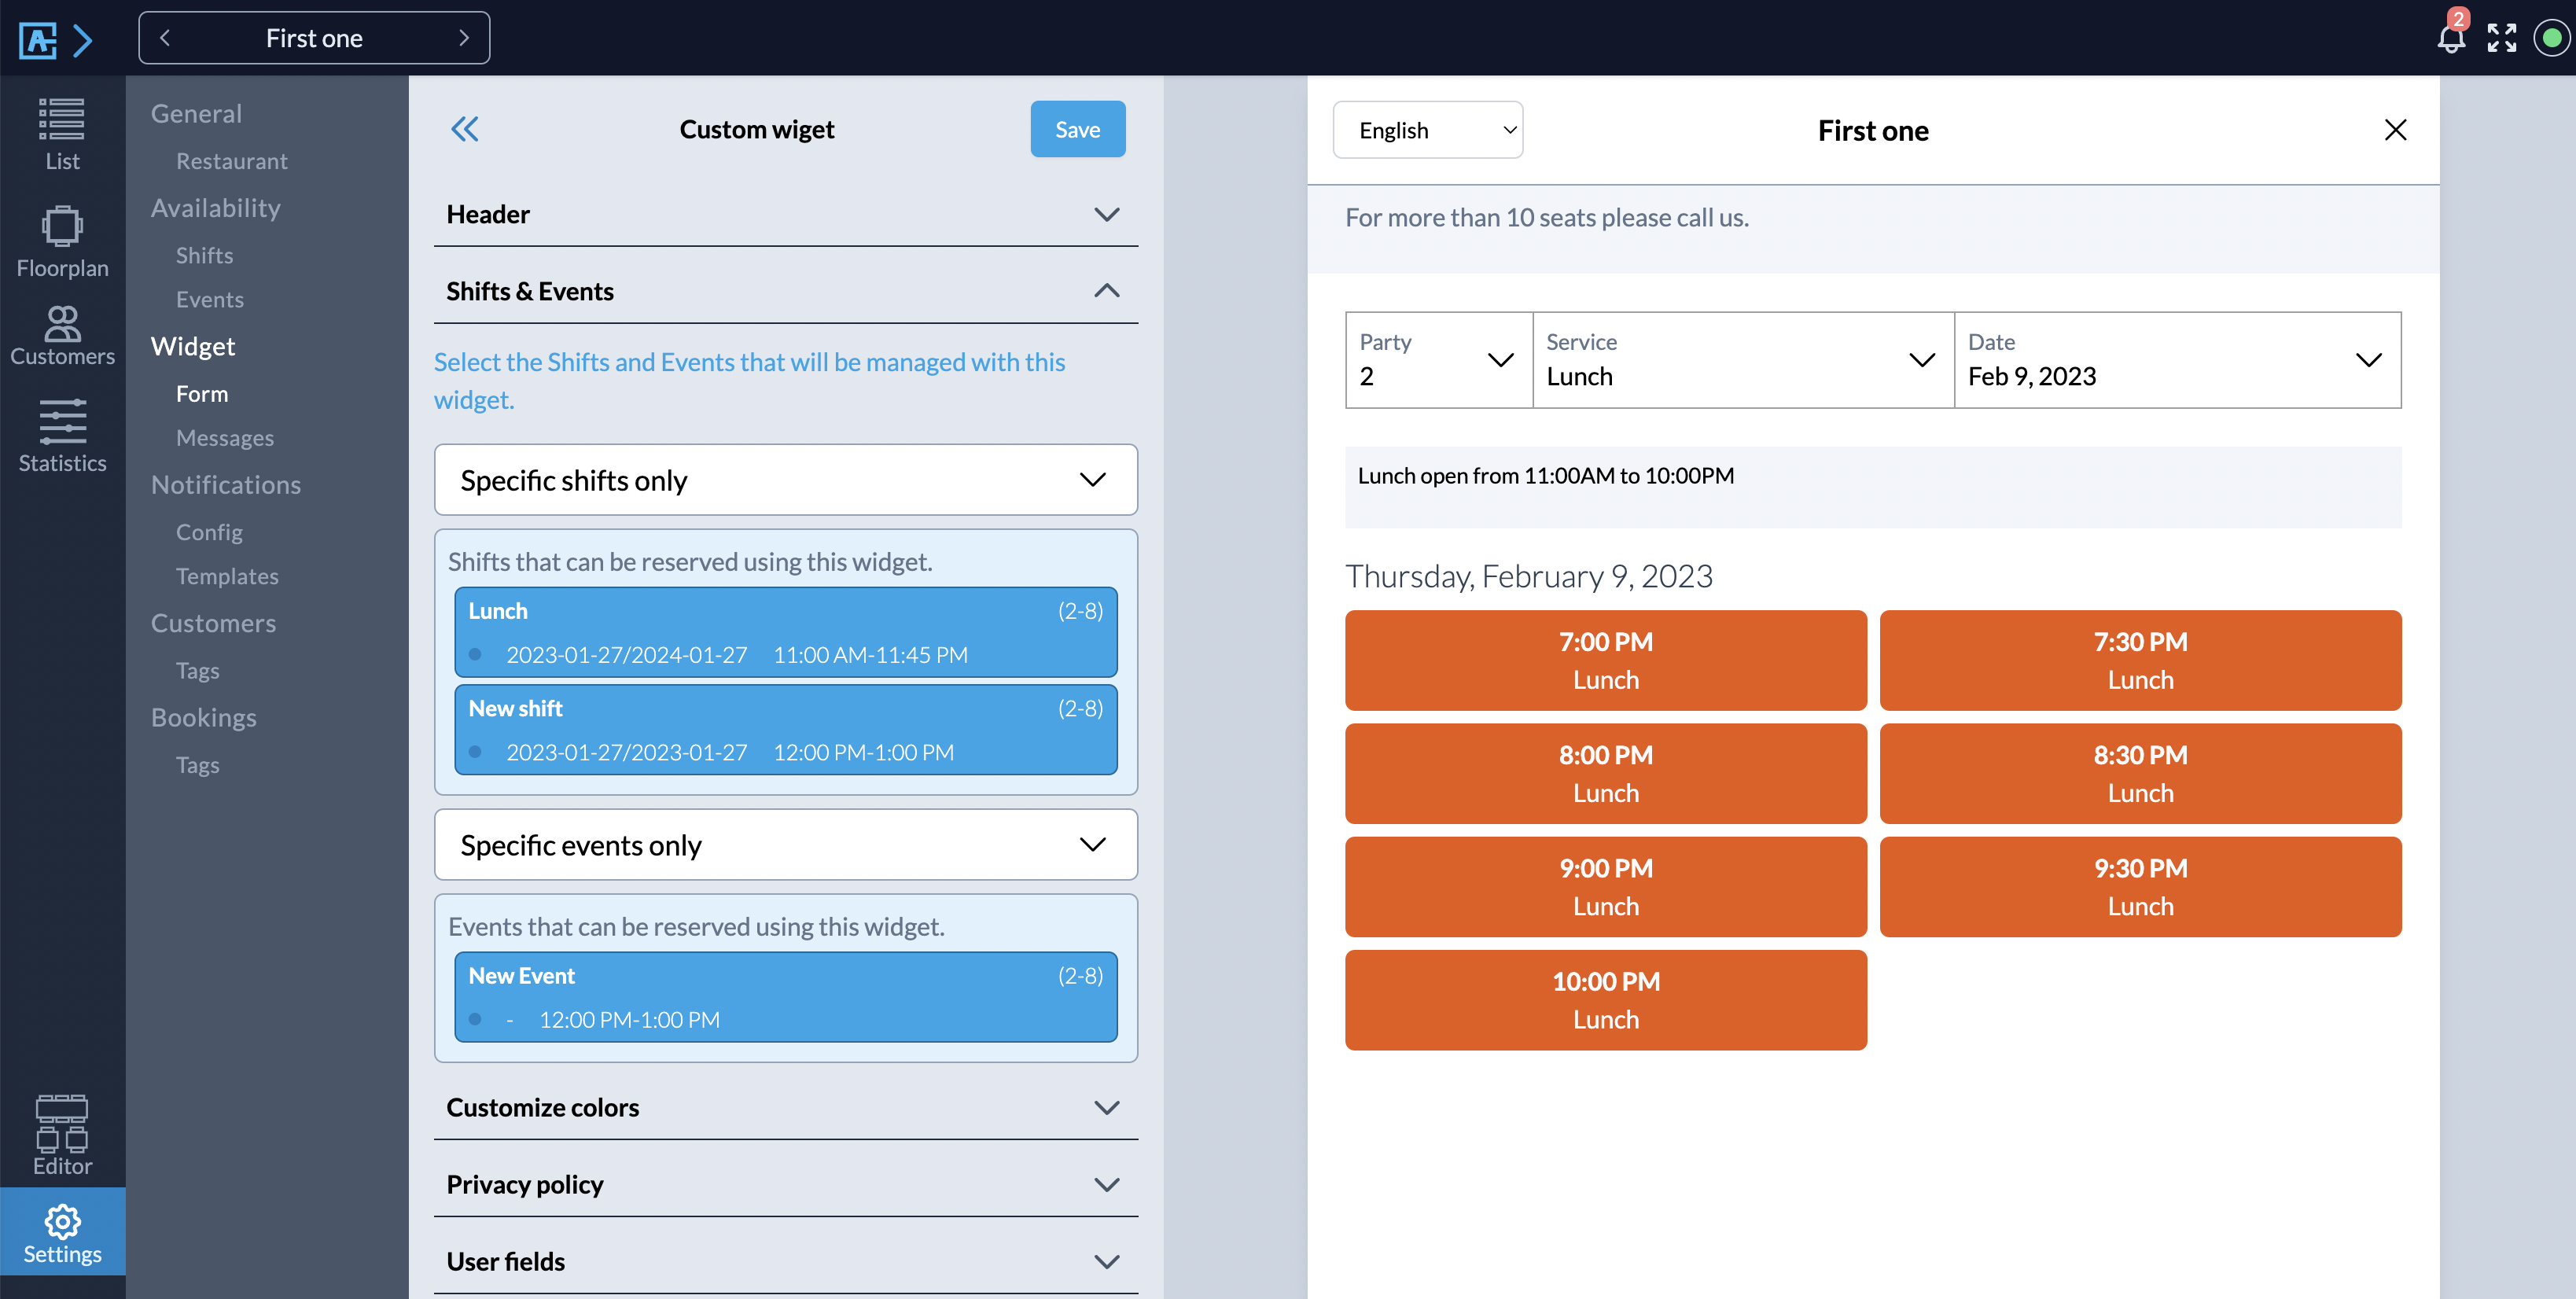 First one
2
List
Floorplan
Customers
Statistics
Editor
Settings
General
Restaurant
Availability
Shifts
Events
Widget
Form
Messages
Notifications
Config
Templates
Customers
Tags
Bookings
Tags
Custom wiget
Save
Header
Shifts & Events
Select the Shifts and Events that will be managed with this
widget.
Specific shifts only
Shifts that can be reserved using this widget.
Lunch (2-8)
2023-01-27/2024-01-27 11:00 AM-11:45 PM
New shift (2-8)
2023-01-27/2023-01-27 12:00 PM-1:00 PM
Specific events only
Events that can be reserved using this widget.
New Event (2-8)
- 12:00 PM-1:00 PM
Customize colors
Privacy policy
User fields
English
First one
For more than 10 seats please call us.
Party
2
Service
Lunch
Date
Feb 9, 2023
Lunch open from 11:00AM to 10:00PM
Thursday, February 9, 2023
7:00 PM
Lunch
7:30 PM
Lunch
8:00 PM
Lunch
8:30 PM
Lunch
9:00 PM
Lunch
9:30 PM
Lunch
10:00 PM
Lunch